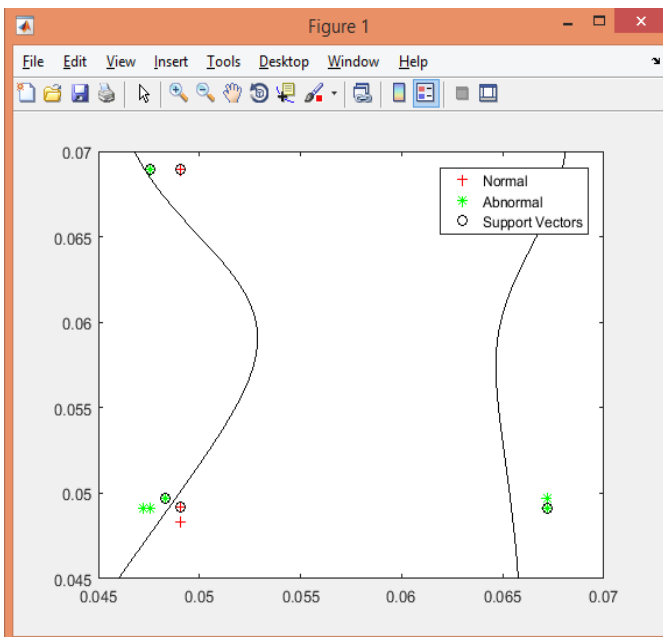 Figure 1
File Edit View Insert Tools Desktop Window Help
0.07
0.065
0.06
0.055
0.05
0.045
Normal
Abnormal
Support Vectors
0.045 0.05 0.055 0.06 0.065 0.07